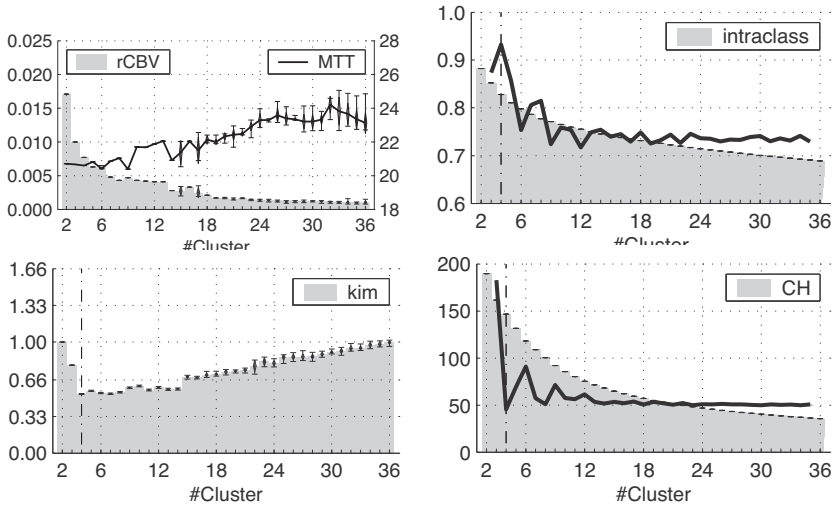 0.025
0.020
0.015
0.010
0.005
0.000
rCBV
MTT
28
26
24
22
20
18
2 6 12 18 24 30 36
#Cluster
1.0
0.9
0.8
0.7
0.6
intraclass
2 6 12 18 24 30 36
#Cluster
1.66
1.33
1.00
0.66
0.33
0.00
kim
2 6 12 18 24 30 36
#Cluster
200
150
100
50
0
CH
2 6 12 18 24 30 36
#Cluster